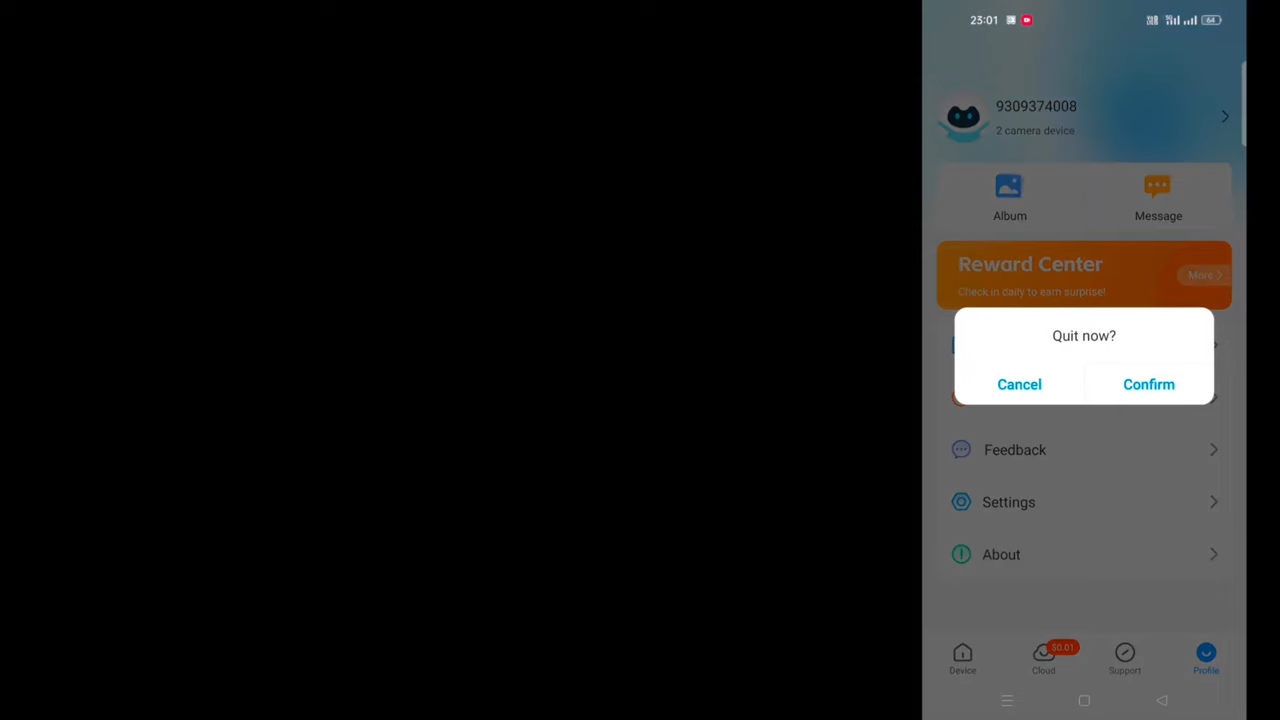 23:01
64
9309374008
2 camera device
Album
Message
Reward Center
More
Check in daily to earn surprise!
Quit now?
Cancel
Confirm
Feedback
Settings
About
$0.01
Device
Cloud
Support
Profile